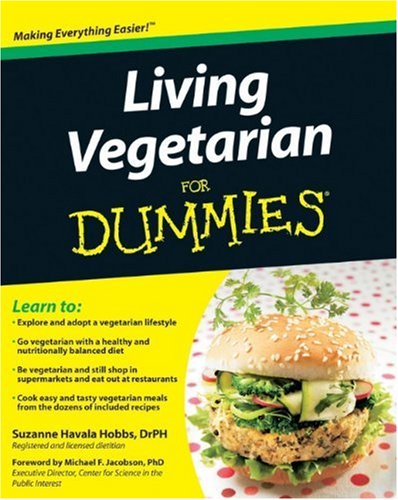 Making Everything Easier!™
Living
Vegetarian
FOR
DUMMIES®
Learn to:
• Explore and adopt a vegetarian lifestyle
• Go vegetarian with a healthy and
nutritionally balanced diet
• Be vegetarian and still shop in
supermarkets and eat out at restaurants
• Cook easy and tasty vegetarian meals
from the dozens of included recipes
Suzanne Havala Hobbs, DrPH
Registered and licensed dietitian
Foreword by Michael F. Jacobson, PhD
Executive Director, Center for Science in the
Public Interest